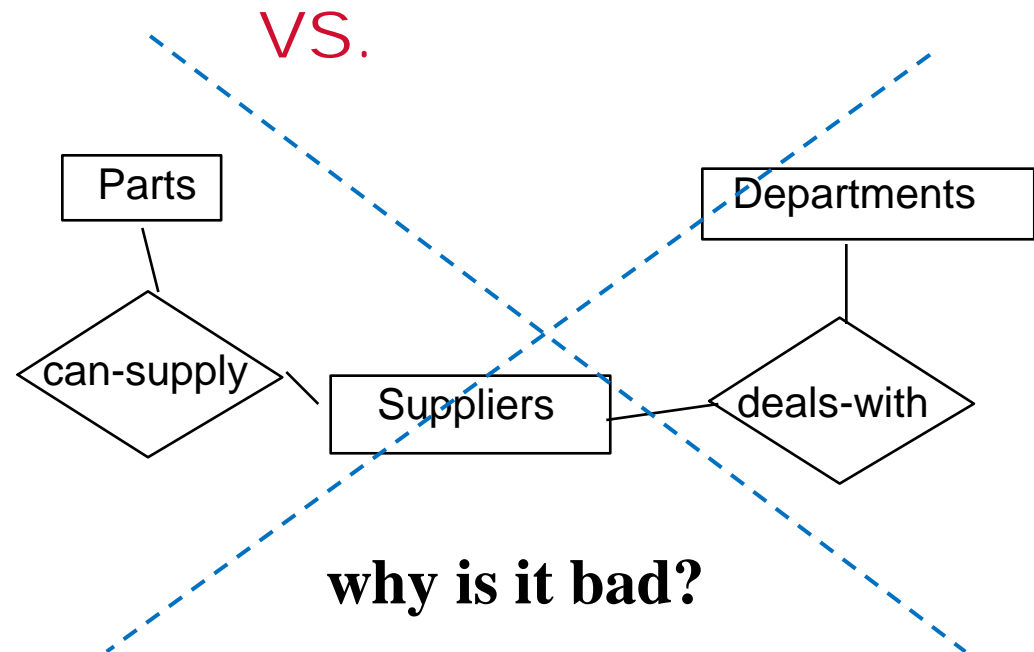 VS.
Parts
Departments
can-supply
Suppliers
deals-with
why is it bad?